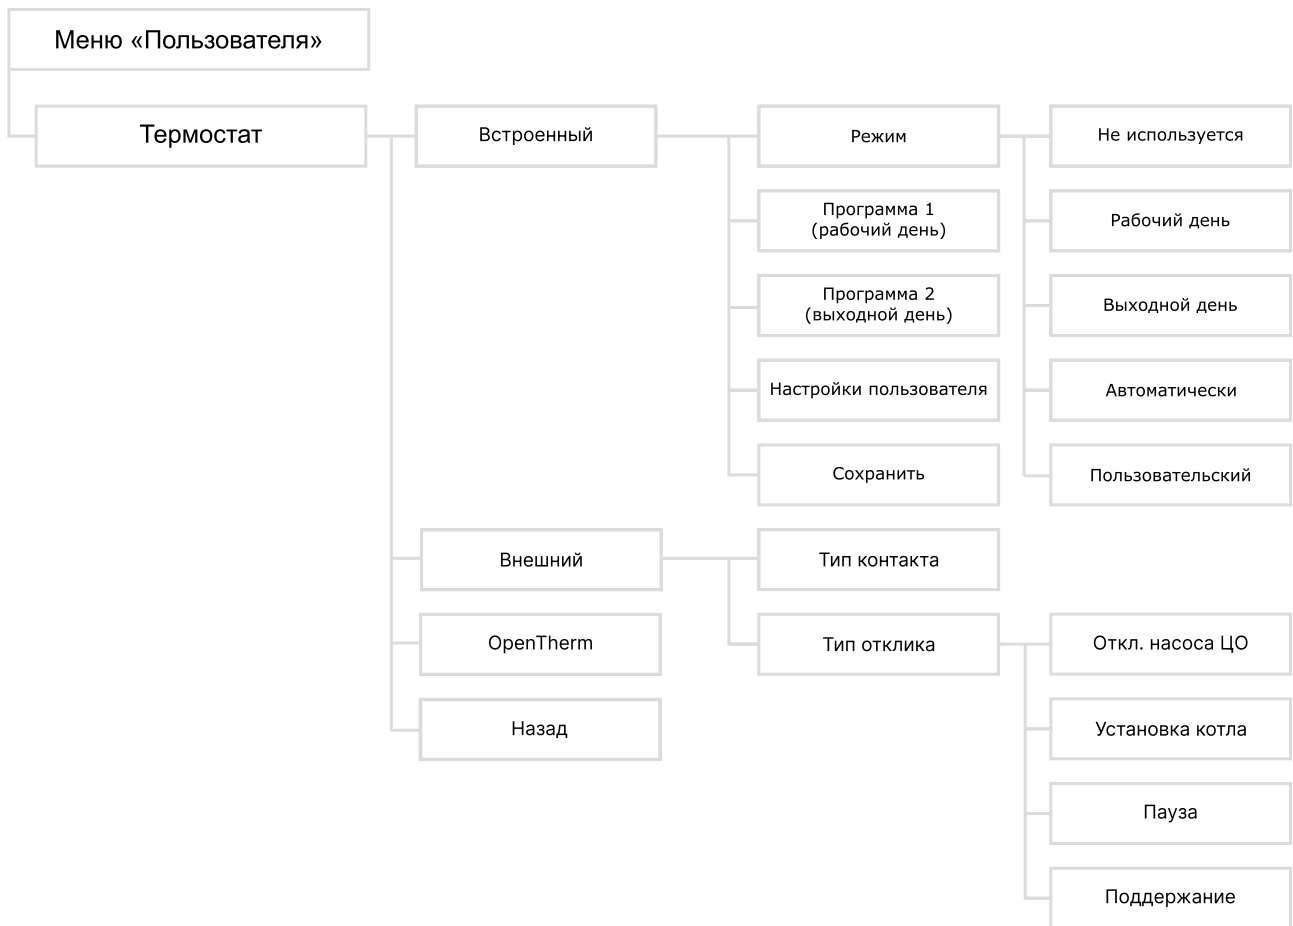 Меню «Пользователя»
Термостат
Встроенный
Режим
Не используется
Программа 1
(рабочий день)
Рабочий день
Программа 2
(выходной день)
Выходной день
Настройки пользователя
Автоматически
Сохранить
Пользовательский
Внешний
Тип контакта
OpenTherm
Тип отклика
Откл. насоса ЦО
Назад
Установка котла
Пауза
Поддержание